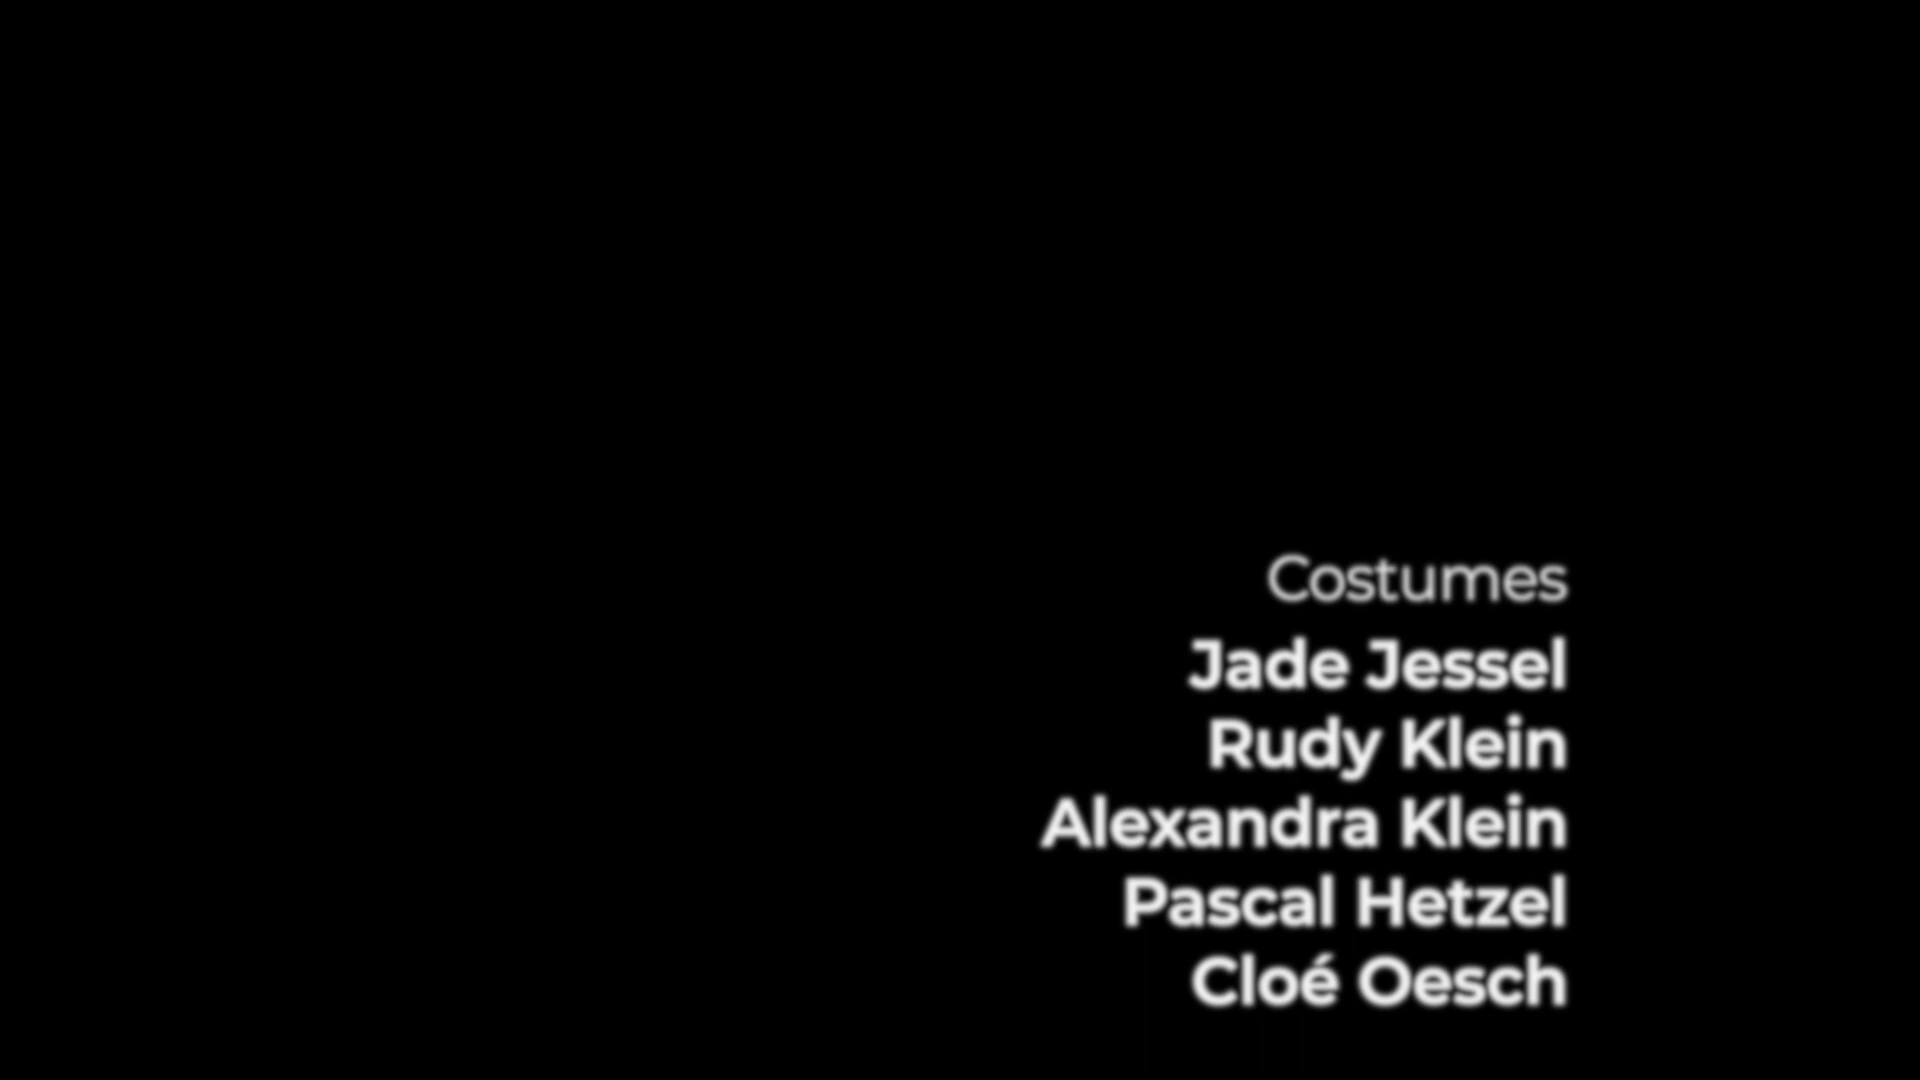 Costumes
Jade Jessel
Rudy Klein
Alexandra Klein
Pascal Hetzel
Cloé Oesch